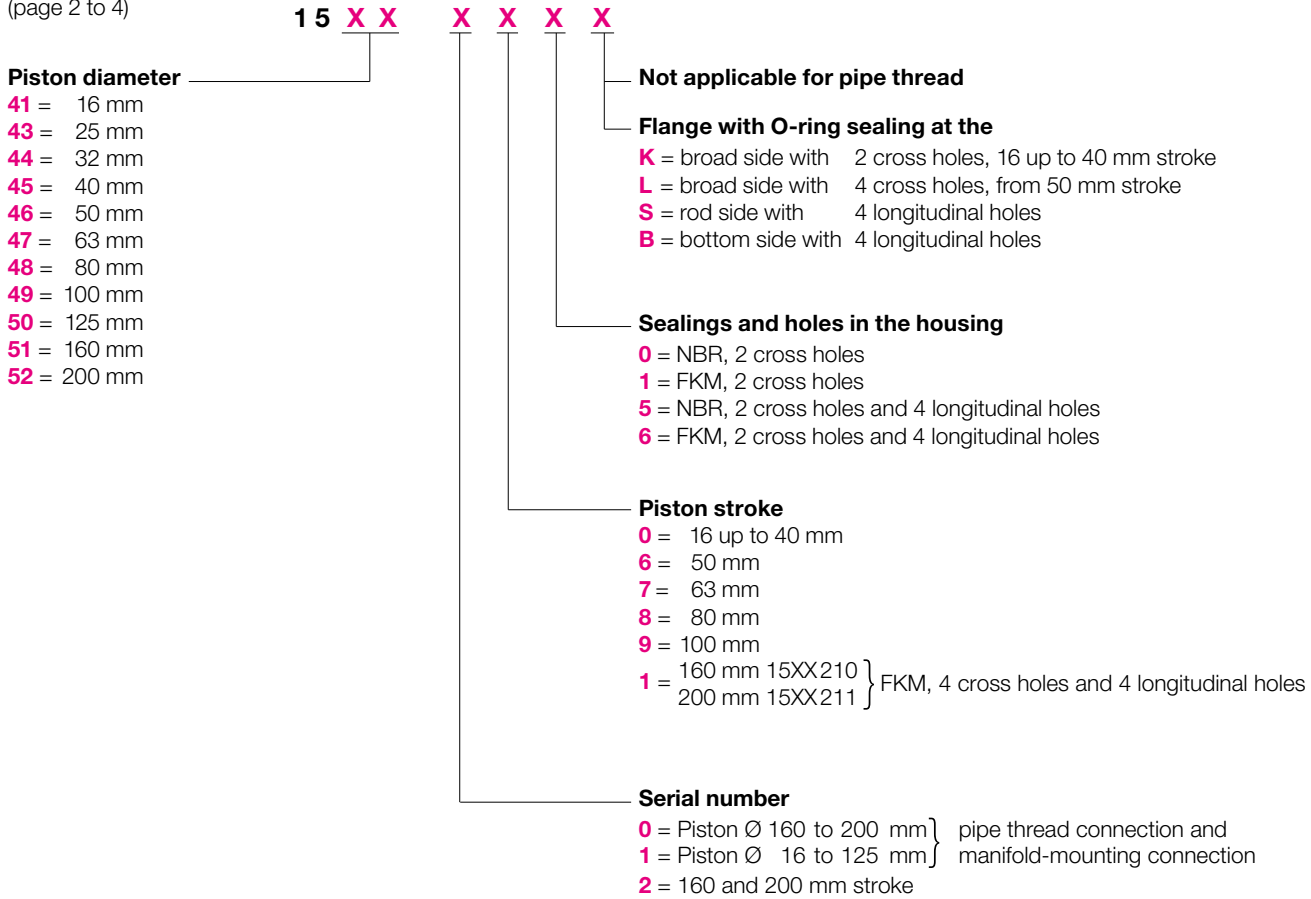 (page 2 to 4)
1 5 X X X X X X
Piston diameter
41 = 16 mm
43 = 25 mm
44 = 32 mm
45 = 40 mm
46 = 50 mm
47 = 63 mm
48 = 80 mm
49 = 100 mm
50 = 125 mm
51 = 160 mm
52 = 200 mm
Not applicable for pipe thread
Flange with O-ring sealing at the
K = broad side with 2 cross holes, 16 up to 40 mm stroke
L = broad side with 4 cross holes, from 50 mm stroke
S = rod side with 4 longitudinal holes
B = bottom side with 4 longitudinal holes
Sealings and holes in the housing
0 = NBR, 2 cross holes
1 = FKM, 2 cross holes
5 = NBR, 2 cross holes and 4 longitudinal holes
6 = FKM, 2 cross holes and 4 longitudinal holes
Piston stroke
0 = 16 up to 40 mm
6 = 50 mm
7 = 63 mm
8 = 80 mm
9 = 100 mm
1 = 160 mm 15XX 210
200 mm 15XX 211 } FKM, 4 cross holes and 4 longitudinal holes
Serial number
0 = Piston Ø 160 to 200 mm } pipe thread connection and
1 = Piston Ø 16 to 125 mm } manifold-mounting connection
2 = 160 and 200 mm stroke